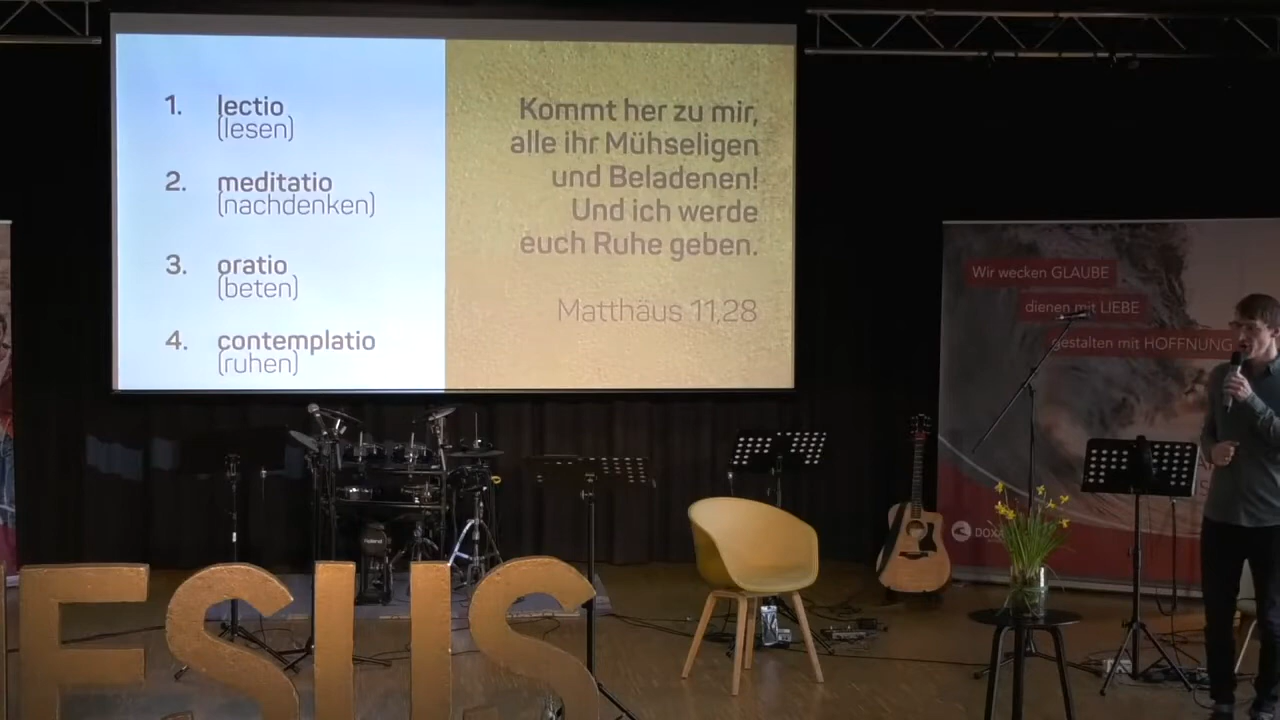 1. lectio
(lesen)
2. meditatio
(nachdenken)
3. oratio
(beten)
4. contemplatio
(ruhen)
Kommt her zu mir,
alle ihr Mühseligen
und Beladenen!
Und ich werde
euch Ruhe geben.
Matthäus 11,28
Wir wecken GLAUBE
dienen mit LIEBE
gestalten mit HOFFNUNG
DOXA
Roland
ESUS